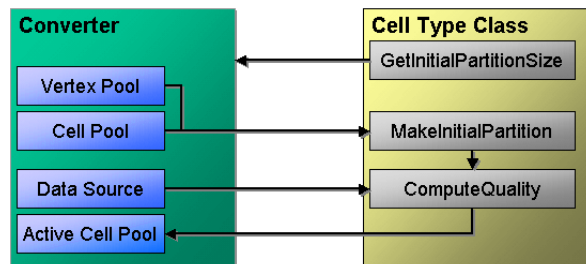 Converter
Vertex Pool
Cell Pool
Data Source
Active Cell Pool
Cell Type Class
GetInitialPartitionSize
MakeInitialPartition
ComputeQuality